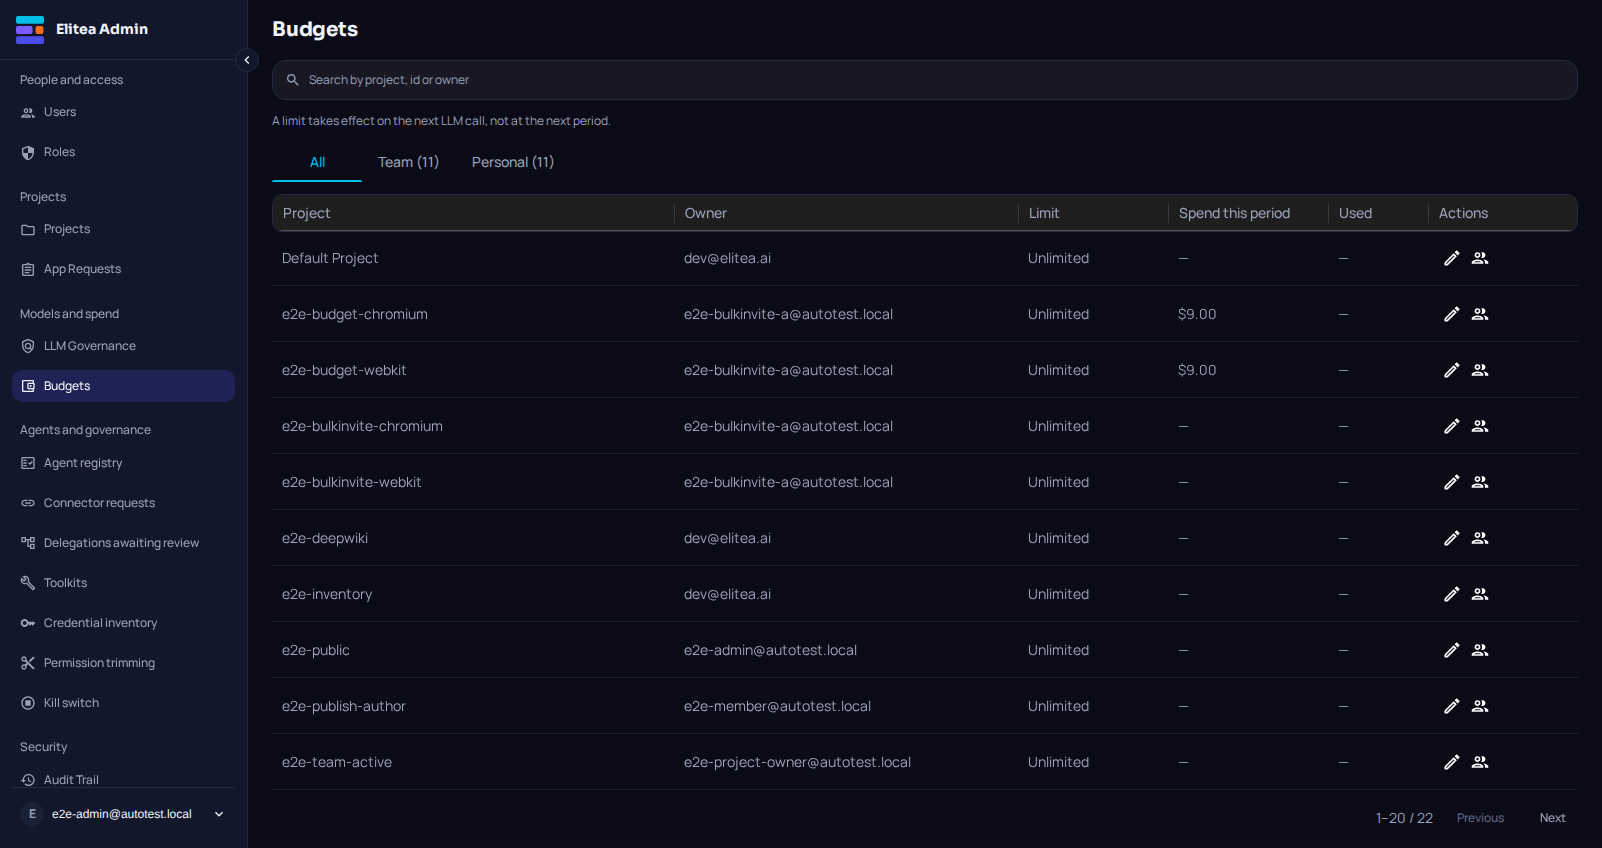 Elitea Admin
People and access
Users
Roles
Projects
Projects
App Requests
Models and spend
LLM Governance
Budgets
Agents and governance
Agent registry
Connector requests
Delegations awaiting review
Toolkits
Credential inventory
Permission trimming
Kill switch
Security
Audit Trail
E e2e-admin@autotest.local
Budgets
Search by project, id or owner
A limit takes effect on the next LLM call, not at the next period.
All Team (11) Personal (11)
Project Owner Limit Spend this period Used Actions
Default Project dev@elitea.ai Unlimited — —
e2e-budget-chromium e2e-bulkinvite-a@autotest.local Unlimited $9.00 —
e2e-budget-webkit e2e-bulkinvite-a@autotest.local Unlimited $9.00 —
e2e-bulkinvite-chromium e2e-bulkinvite-a@autotest.local Unlimited — —
e2e-bulkinvite-webkit e2e-bulkinvite-a@autotest.local Unlimited — —
e2e-deepwiki dev@elitea.ai Unlimited — —
e2e-inventory dev@elitea.ai Unlimited — —
e2e-public e2e-admin@autotest.local Unlimited — —
e2e-publish-author e2e-member@autotest.local Unlimited — —
e2e-team-active e2e-project-owner@autotest.local Unlimited — —
1–20 / 22 Previous Next